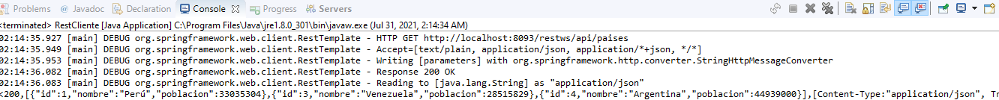 Problems @ Javadoc Declaration Console Progress Servers
<terminated> RestCliente [Java Application] C:\Program Files\Java\jre1.8.0_301\bin\javaw.exe (Jul 31, 2021, 2:14:34 AM)
02:14:35.927 [main] DEBUG org.springframework.web.client.RestTemplate - HTTP GET http://localhost:8093/restws/api/paises
02:14:35.949 [main] DEBUG org.springframework.web.client.RestTemplate - Accept=[text/plain, application/json, application/*+json, */*]
02:14:35.953 [main] DEBUG org.springframework.web.client.RestTemplate - Writing [parameters] with org.springframework.http.converter.StringHttpMessageConverter
02:14:36.082 [main] DEBUG org.springframework.web.client.RestTemplate - Response 200 OK
02:14:36.083 [main] DEBUG org.springframework.web.client.RestTemplate - Reading to [java.lang.String] as "application/json"
<200,[{"id":1,"nombre":"Perú","poblacion":33035304},{"id":3,"nombre":"Venezuela","poblacion":28515829},{"id":4,"nombre":"Argentina","poblacion":44939000}],[Content-Type:"application/json", Tr